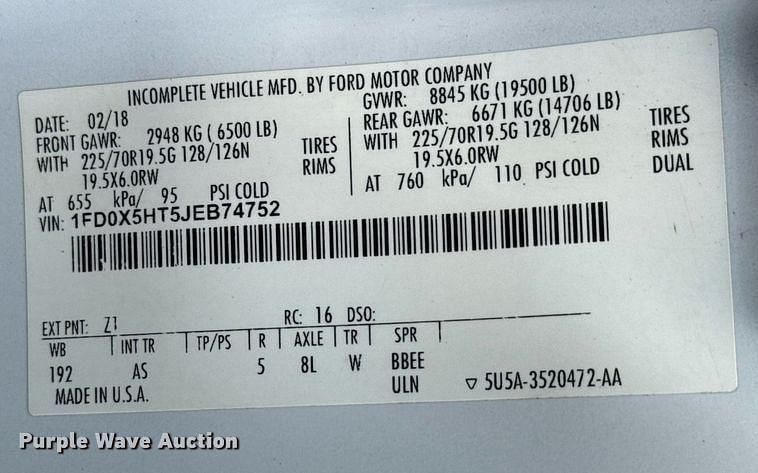 INCOMPLETE VEHICLE MFD. BY FORD MOTOR COMPANY
DATE: 02/18
GVWR: 8845 KG (19500 LB)
FRONT GAWR: 2948 KG ( 6500 LB)
REAR GAWR: 6671 KG (14706 LB)
WITH 225/70R19.5G 128/126N TIRES
WITH 225/70R19.5G 128/126N TIRES
19.5X6.0RW RIMS
19.5X6.0RW RIMS
AT 655 kPa/ 95 PSI COLD
AT 760 kPa/ 110 PSI COLD DUAL
VIN: 1FD0X5HT5JEB74752
EXT PNT: Z1 RC: 16 DSO:
WB INT TR TP/PS R AXLE TR SPR
192 AS 5 8L W BBEE
MADE IN U.S.A. ULN ▽ 5U5A-3520472-AA
Purple Wave Auction